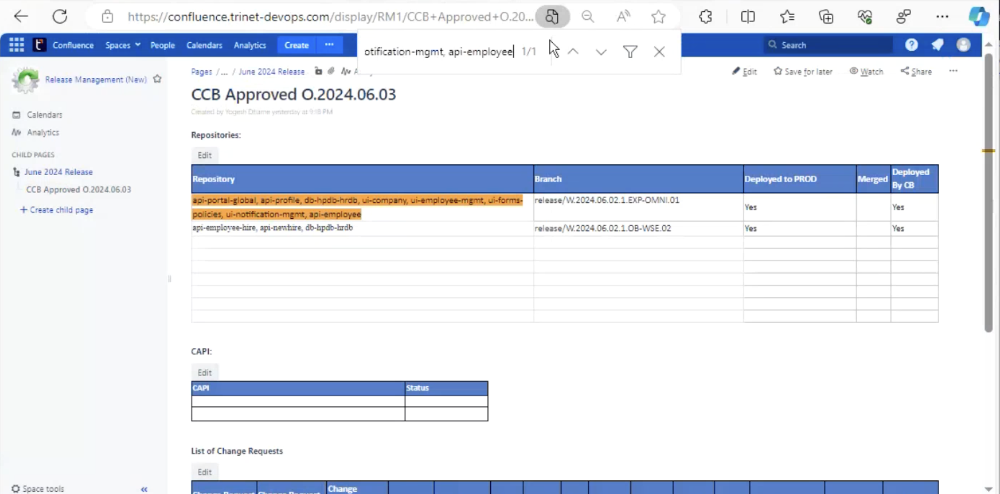 https://confluence.trinet-devops.com/display/RM1/CCB+Approved+O.20...
Confluence Spaces People Calendars Analytics Create ...
otification-mgmt, api-employee 1/1
Search
Release Management (New)
Calendars
Analytics
CHILD PAGES
June 2024 Release
CCB Approved O.2024.06.03
+ Create child page
Space tools
Pages / ... / June 2024 Release
Edit Save for later Watch Share ...
CCB Approved O.2024.06.03
Created by Yogesh Dhame yesterday at 9:18 PM
Repositories:
Edit
Repository Branch Deployed to PROD Merged Deployed By CB
api-portal-global, api-profile, db-hpdb-hrdb, ui-company, ui-employee-mgmt, ui-forms- release/W.2024.06.02.1.EXP-OMNI.01 Yes Yes
policies, ui-notification-mgmt, api-employee
api-employee-hire, api-newhire, db-hpdb-hrdb release/W.2024.06.02.1.OB-WSE.02 Yes Yes
CAPI:
Edit
CAPI Status
List of Change Requests
Edit
Change Request Change Request Change